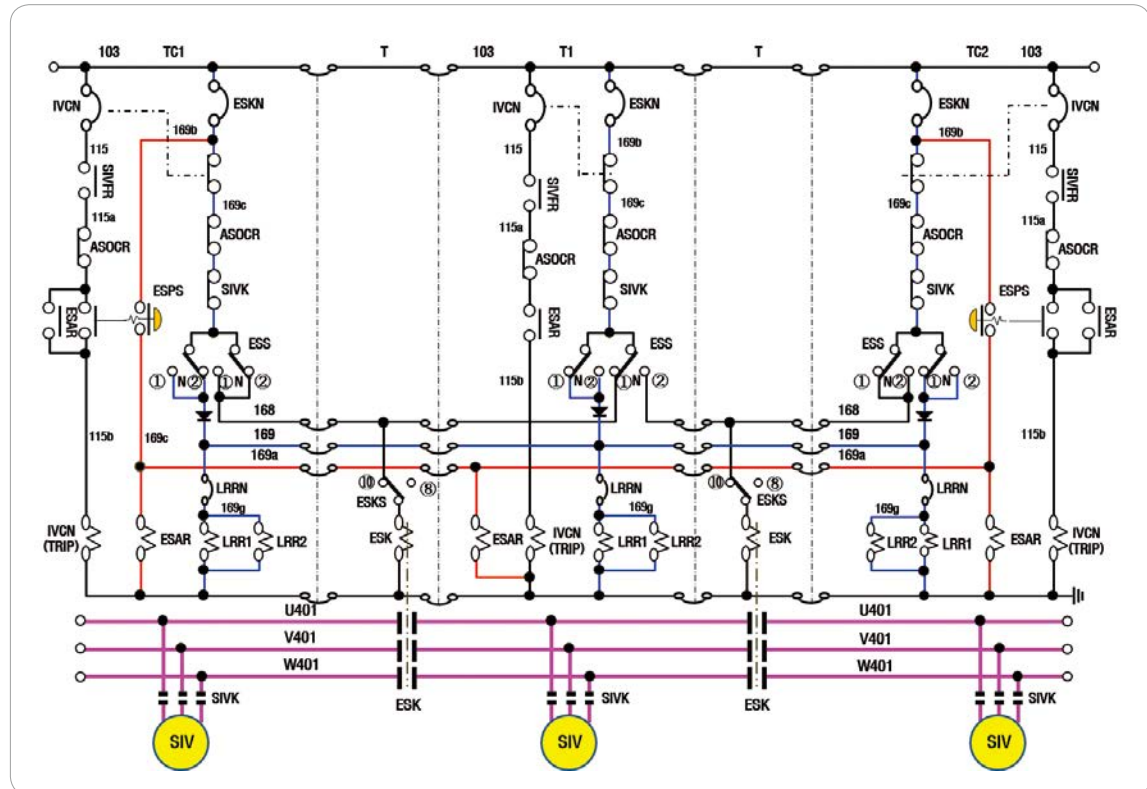 103 TC1 T 103 T1 T TC2 103
IVCN ESKN IVCN ESKN ESKN IVCN
169b 169b 169b
115 115 115
SIVFR SIVFR SIVFR
169c 169c 169c
115a 115a 115a
ASOCR ASOCR ASOCR ASOCR ASOCR ASOCR
SIVK SIVK SIVK
ESPS ESPS
ESAR ESAR ESAR
ESS ESS ESS
① N ② ① N ② ① N ② ① N ② ① N ② ① N ②
115b
168 168
169 169
169a 169a
115b 169c 169c 115b
⑩ ⑧ ⑩ ⑧
ESKS ESKS
LRRN LRRN LRRN
169g 169g 169g
IVCN (TRIP) ESAR LRR1 LRR2 ESK ESAR IVCN (TRIP) LRR1 LRR2 ESK LRR2 LRR1 ESAR IVCN (TRIP)
U401 U401
V401 V401
W401 W401
SIVK ESK SIVK ESK SIVK
SIV SIV SIV